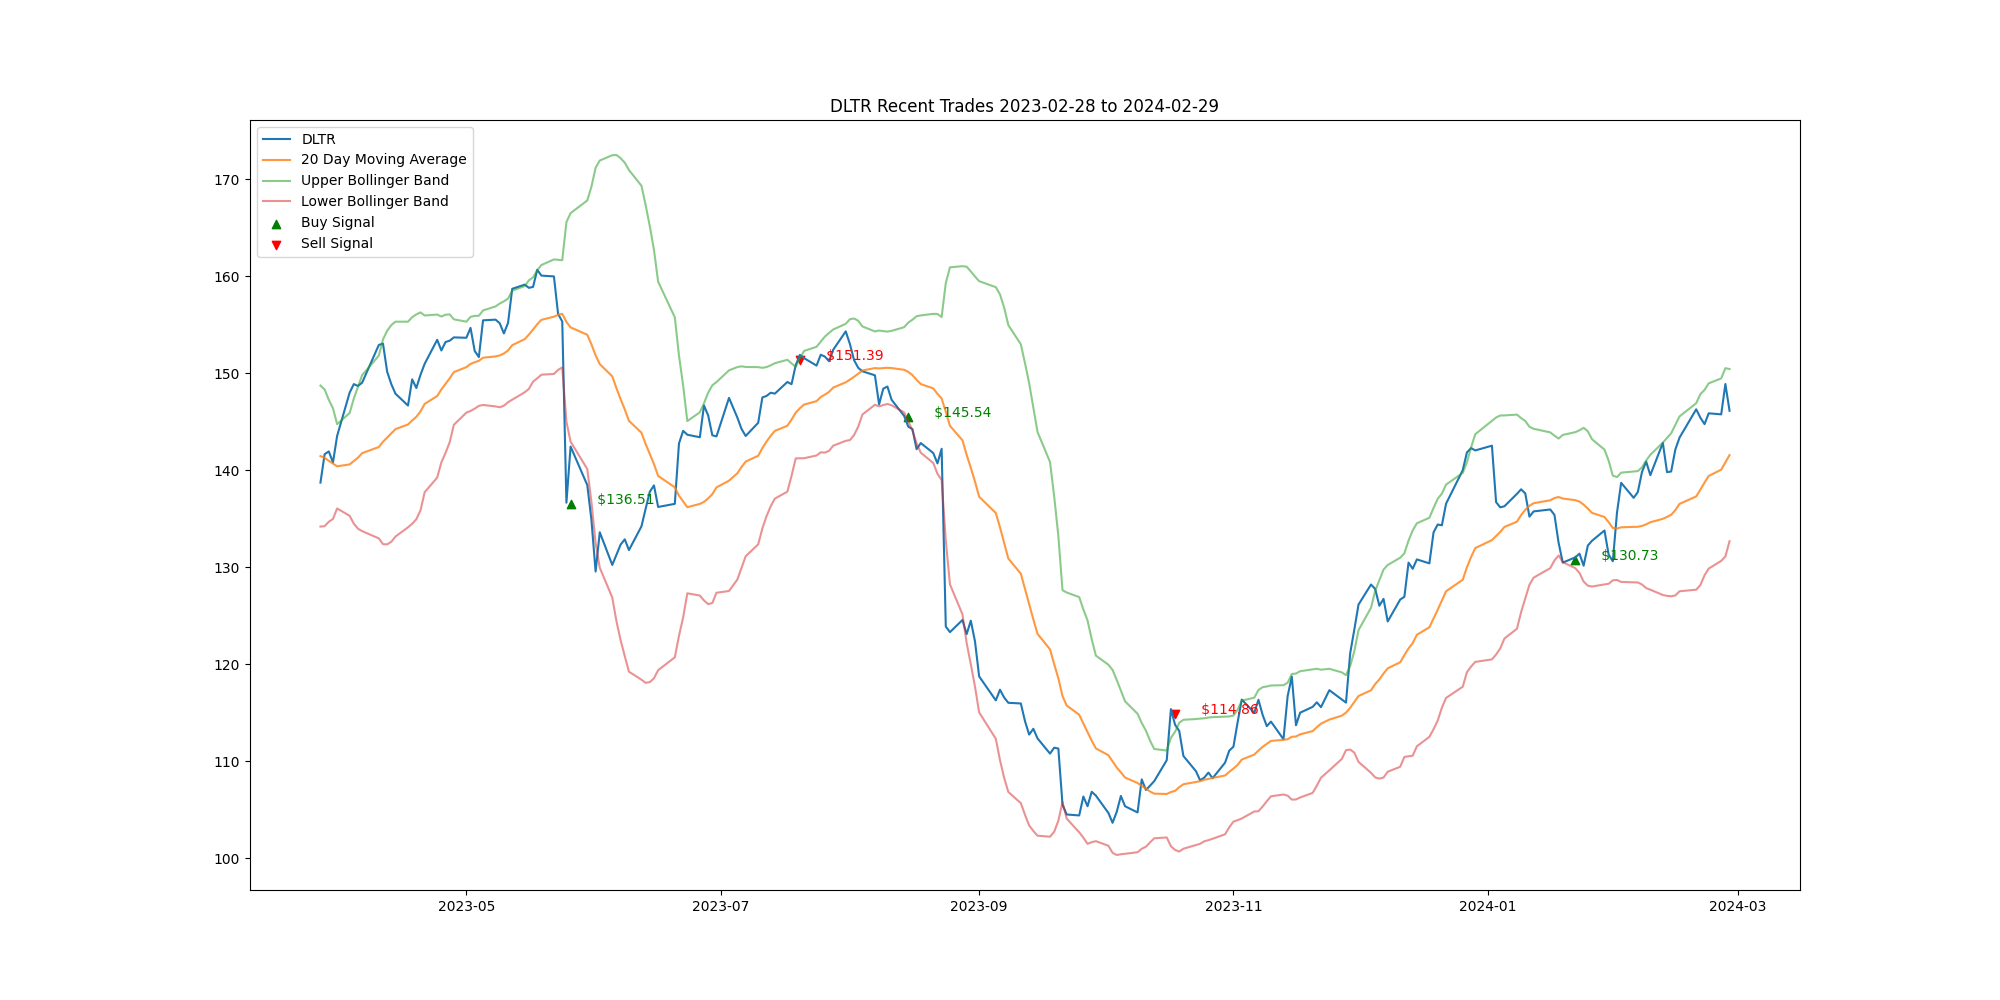 DLTR Recent Trades 2023-02-28 to 2024-02-29
DLTR
20 Day Moving Average
Upper Bollinger Band
Lower Bollinger Band
Buy Signal
Sell Signal
170
160
150
140
130
120
110
100
$151.39
$145.54
$136.51
$130.73
$114.86
2023-05
2023-07
2023-09
2023-11
2024-01
2024-03